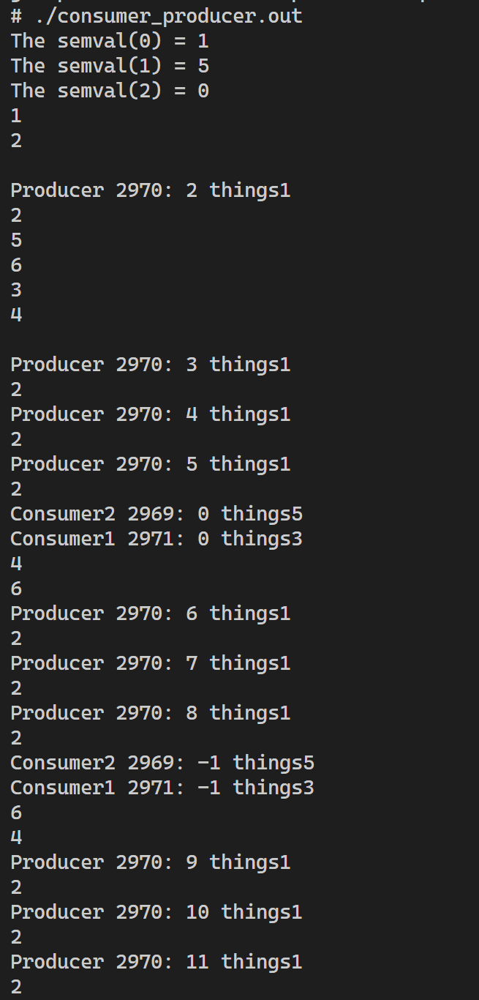 # ./consumer_producer.out
The semval(0) = 1
The semval(1) = 5
The semval(2) = 0
1
2
Producer 2970: 2 things1
2
5
6
3
4
Producer 2970: 3 things1
2
Producer 2970: 4 things1
2
Producer 2970: 5 things1
2
Consumer2 2969: 0 things5
Consumer1 2971: 0 things3
4
6
Producer 2970: 6 things1
2
Producer 2970: 7 things1
2
Producer 2970: 8 things1
2
Consumer2 2969: -1 things5
Consumer1 2971: -1 things3
6
4
Producer 2970: 9 things1
2
Producer 2970: 10 things1
2
Producer 2970: 11 things1
2